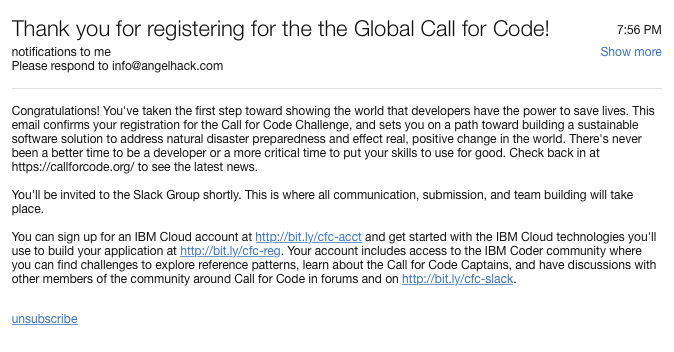 Thank you for registering for the the Global Call for Code!
7:56 PM
notifications to me
Show more
Please respond to info@angelhack.com
Congratulations! You've taken the first step toward showing the world that developers have the power to save lives. This
email confirms your registration for the Call for Code Challenge, and sets you on a path toward building a sustainable
software solution to address natural disaster preparedness and effect real, positive change in the world. There's never
been a better time to be a developer or a more critical time to put your skills to use for good. Check back in at
https://callforcode.org/ to see the latest news.
You'll be invited to the Slack Group shortly. This is where all communication, submission, and team building will take
place.
You can sign up for an IBM Cloud account at http://bit.ly/cfc-acct and get started with the IBM Cloud technologies you'll
use to build your application at http://bit.ly/cfc-reg. Your account includes access to the IBM Coder community where
you can find challenges to explore reference patterns, learn about the Call for Code Captains, and have discussions with
other members of the community around Call for Code in forums and on http://bit.ly/cfc-slack.
unsubscribe